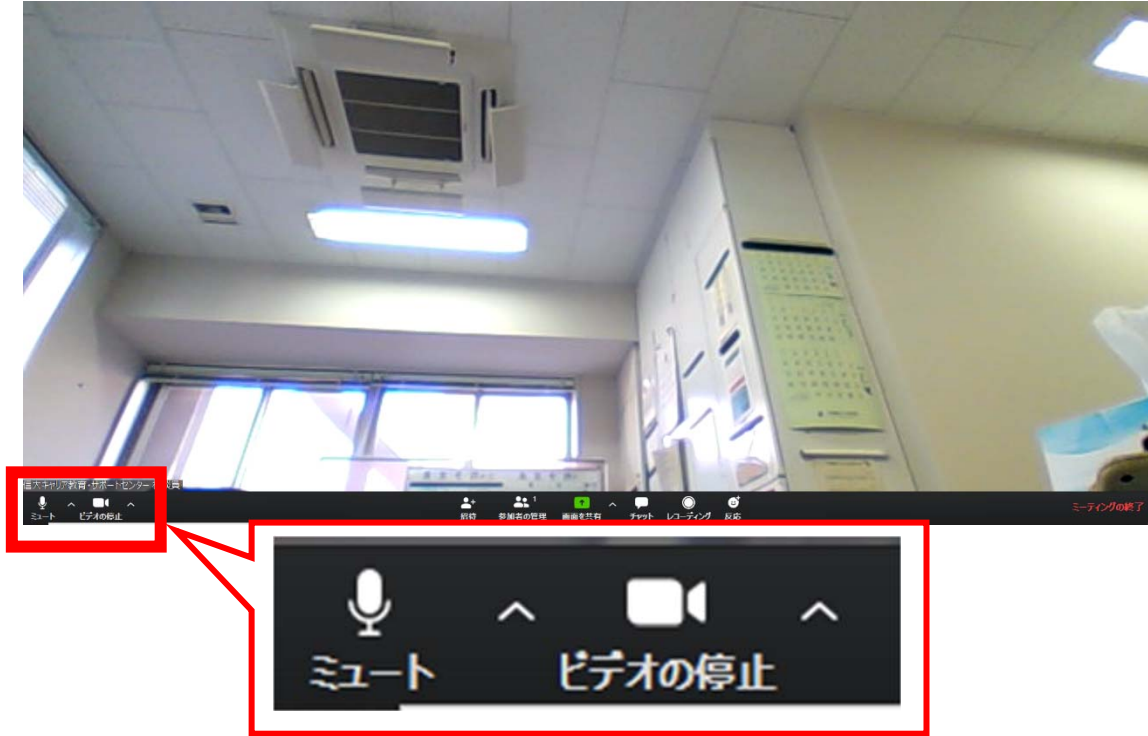 ミュート
ビデオの停止
招待
参加者の管理
1
画面を共有
チャット
レコーディング
反応
ミーティングの終了
ミュート
ビデオの停止